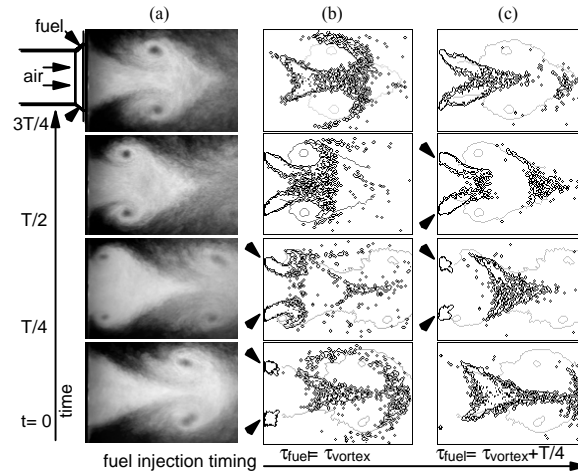 (a) (b) (c)
fuel
air
3T/4
T/2
T/4
t= 0
time
τfuel= τvortex
τfuel= τvortex+T/4
fuel injection timing